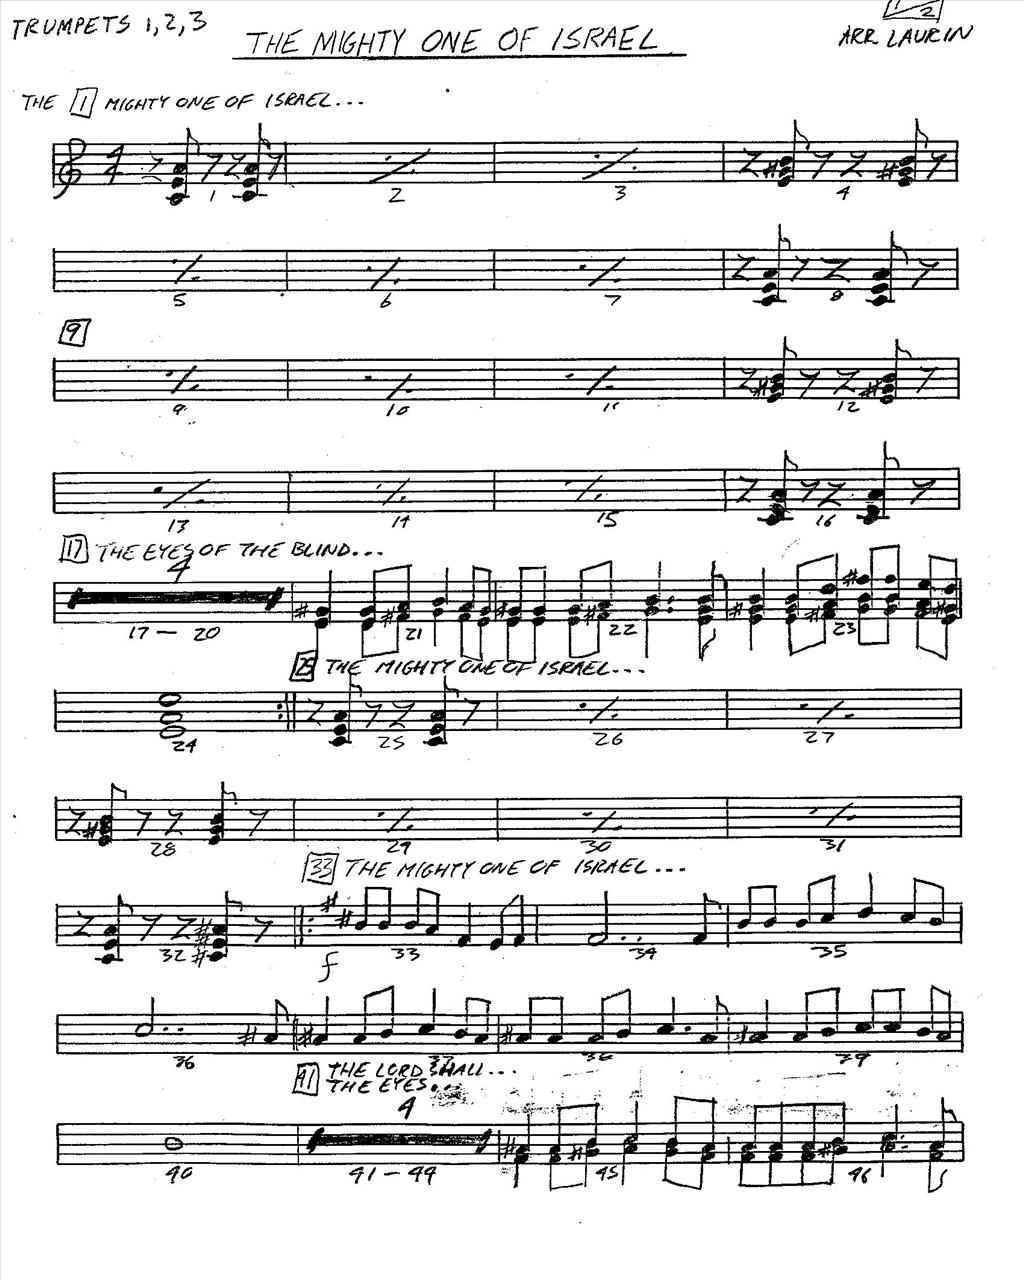 1/2
TRUMPETS 1,2,3
THE MIGHTY ONE OF ISRAEL
ARR LAURIN
THE 1 MIGHTY ONE OF ISRAEL...
4
4
1 2 3 4
5 6 7 8
9
9 10 11 12
13 14 15 16
17 THE EYES OF THE BLIND...
4
17 — 20 21 22 23
25 THE MIGHTY ONE OF ISRAEL...
24 25 26 27
28 29 30 31
33 THE MIGHTY ONE OF ISRAEL...
32 33 34 35
f
36 37 38 39
41 THE LORD SHALL...
THE EYES...
4
40 41 - 44 45 46